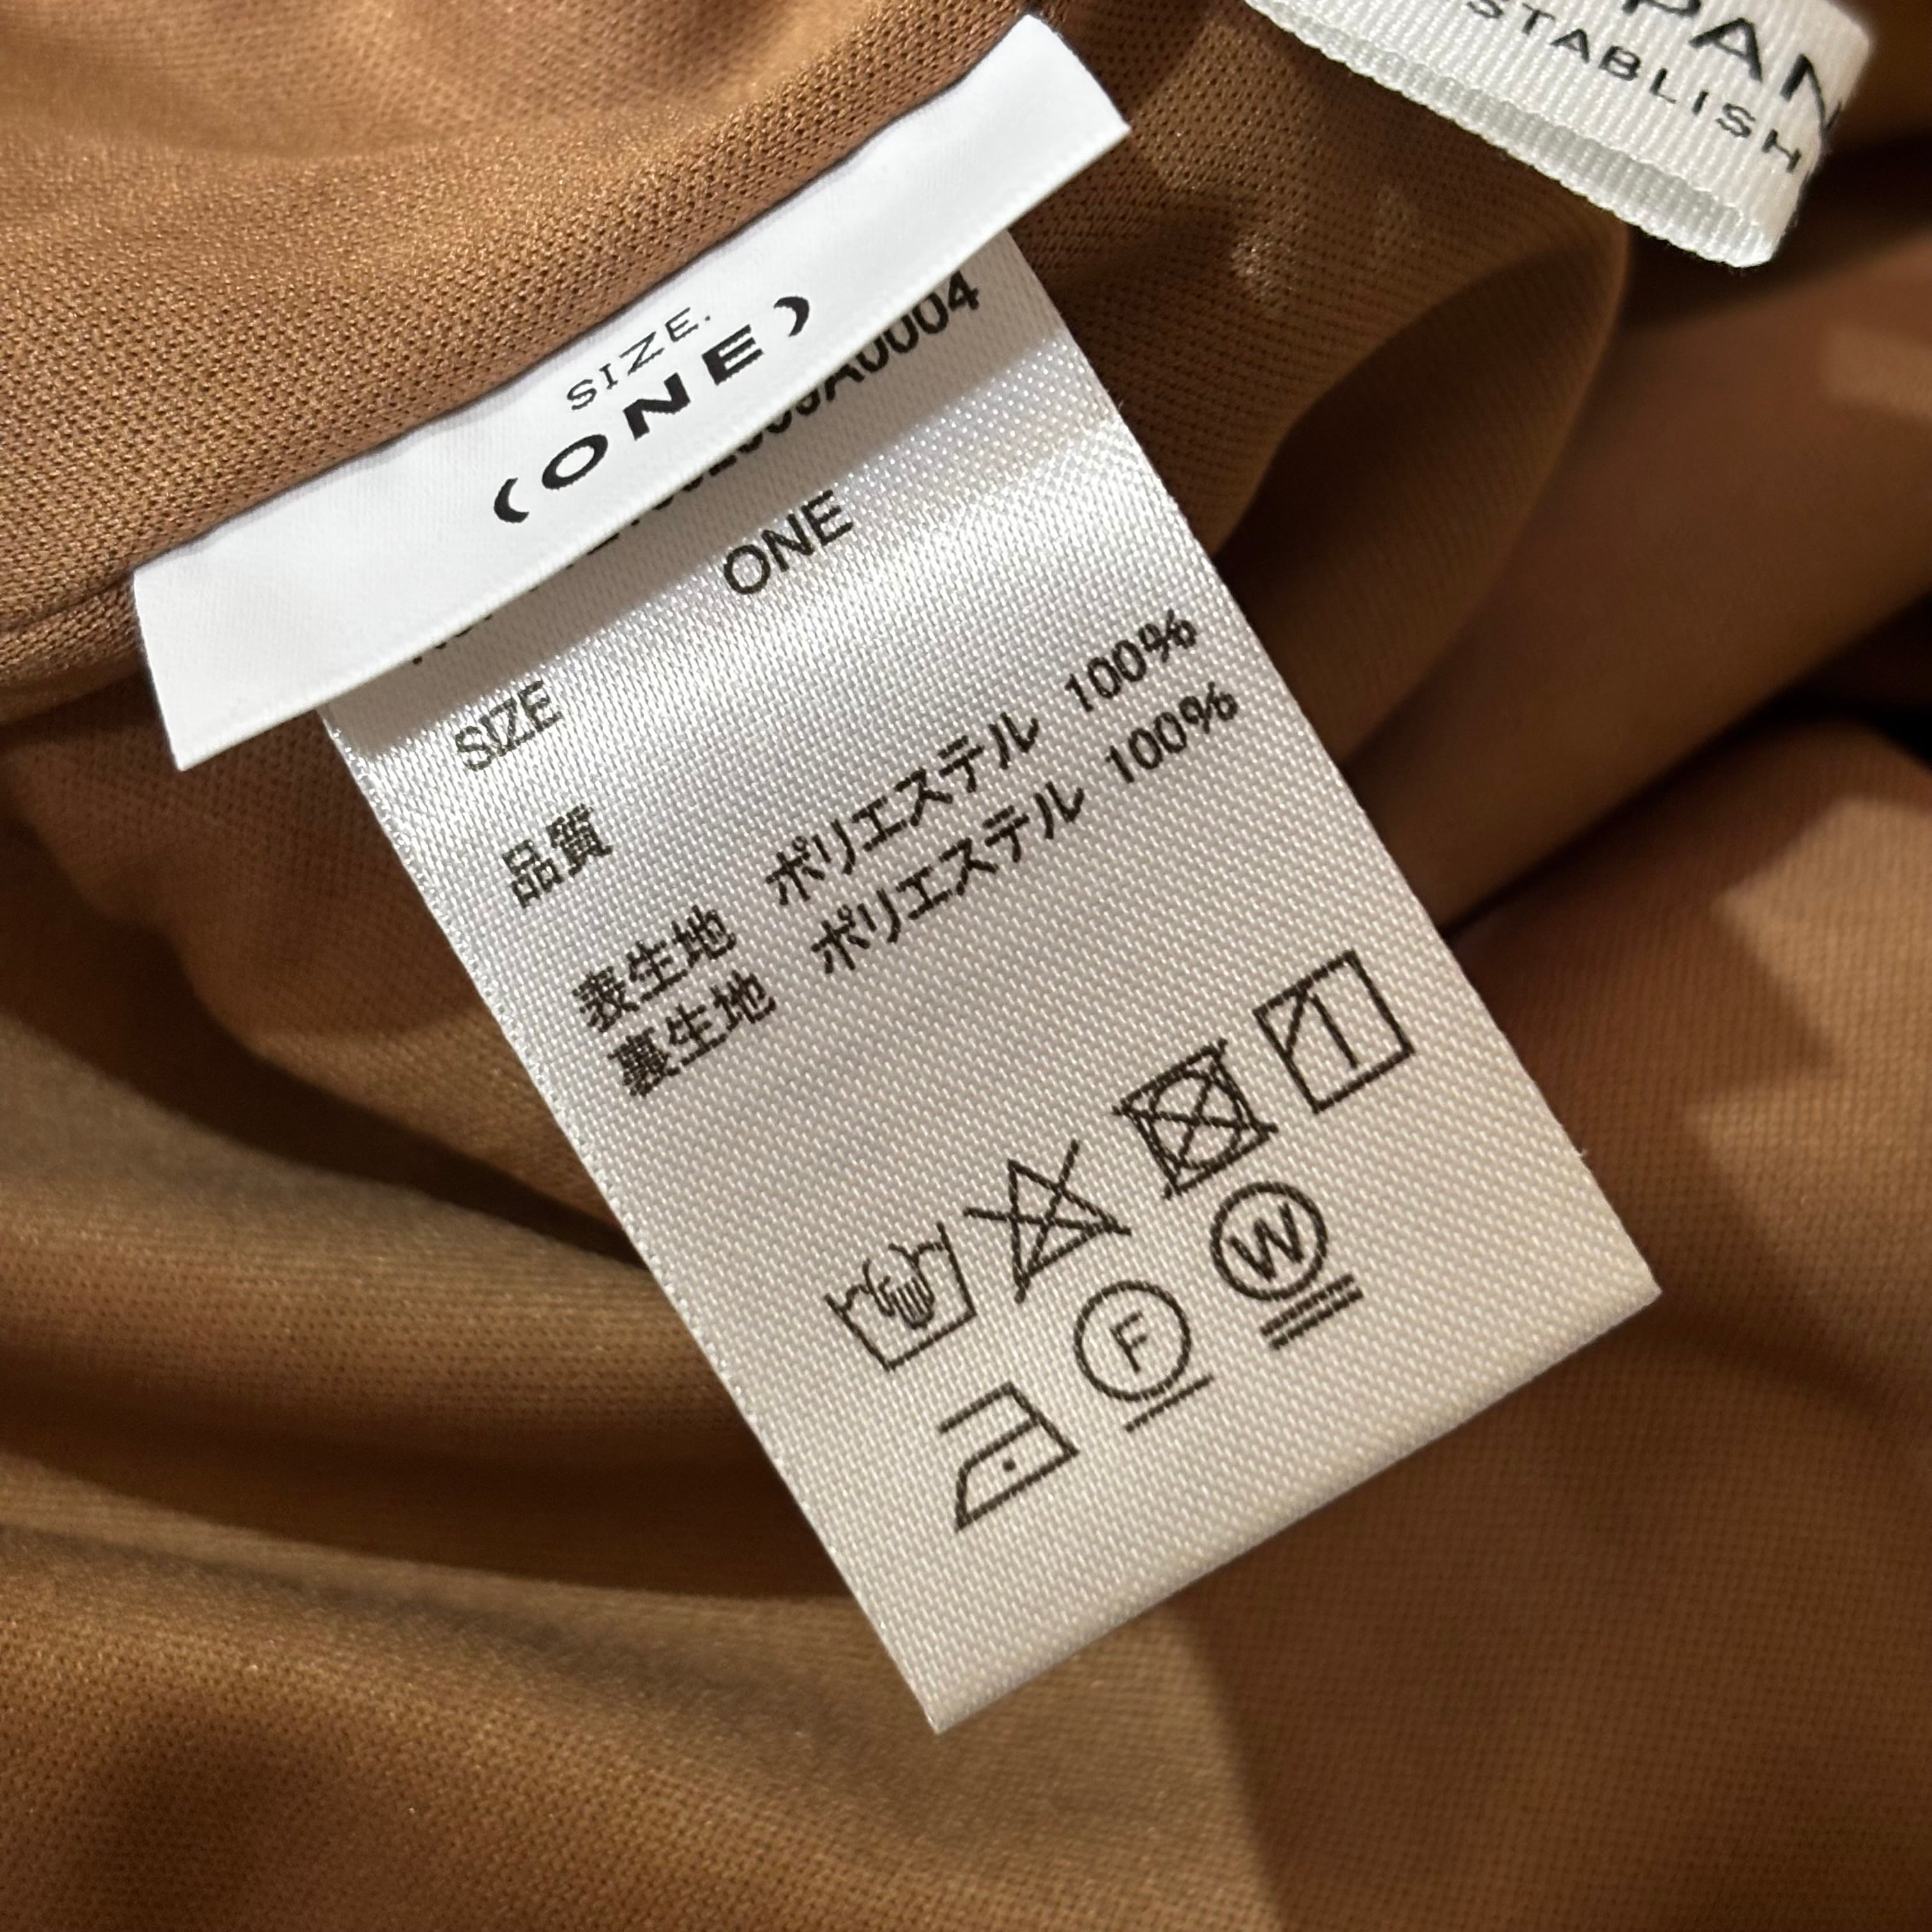 SIZE.
(ONE)
SIZE ONE
品質
表生地 ポリエステル 100%
裏生地 ポリエステル 100%
F
W
STABLISH